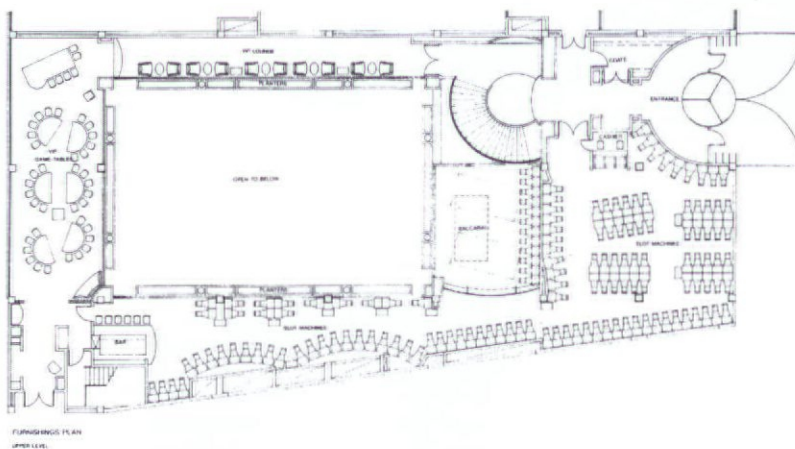 VIP LOUNGE
PLANTERS
COATS
ENTRANCE
CASHIER
VIP
GAME-TABLES
OPEN TO BELOW
BACCARAT
SLOT MACHINES
PLANTERS
SLOT MACHINES
BAR
FURNISHINGS PLAN
UPPER LEVEL